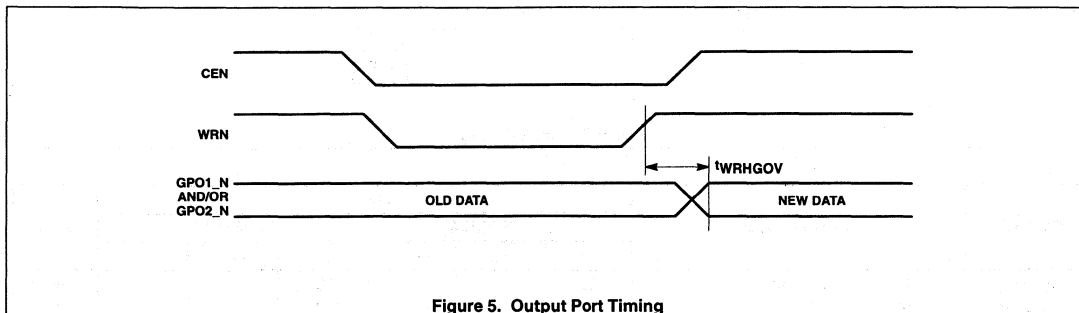 CEN
WRN
tWRHGOV
GPO1_N
AND/OR
GPO2_N
OLD DATA
NEW DATA
Figure 5. Output Port Timing